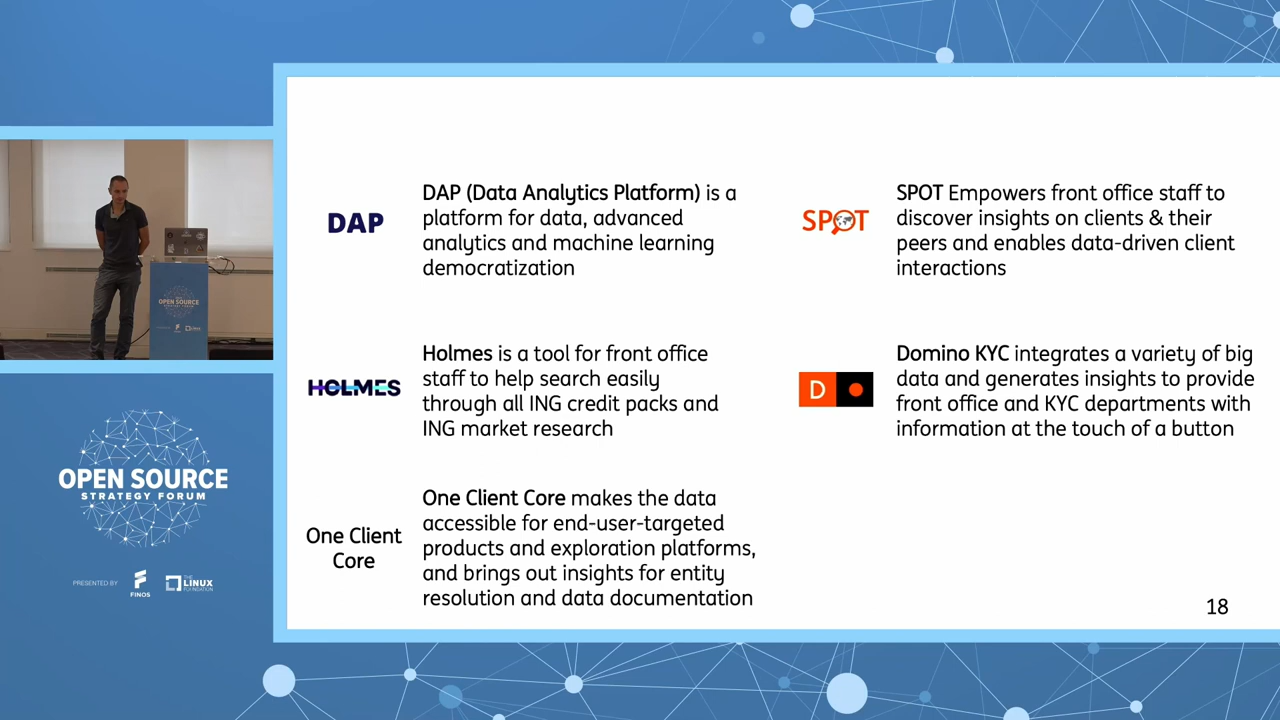 DAP
DAP (Data Analytics Platform) is a
platform for data, advanced
analytics and machine learning
democratization
SPOT
SPOT Empowers front office staff to
discover insights on clients & their
peers and enables data-driven client
interactions
HOLMES
Holmes is a tool for front office
staff to help search easily
through all ING credit packs and
ING market research
D
Domino KYC integrates a variety of big
data and generates insights to provide
front office and KYC departments with
information at the touch of a button
One Client
Core
One Client Core makes the data
accessible for end-user-targeted
products and exploration platforms,
and brings out insights for entity
resolution and data documentation
18
OPEN SOURCE
STRATEGY FORUM
OPEN SOURCE
STRATEGY FORUM
PRESENTED BY
FINOS
THE
LINUX
FOUNDATION